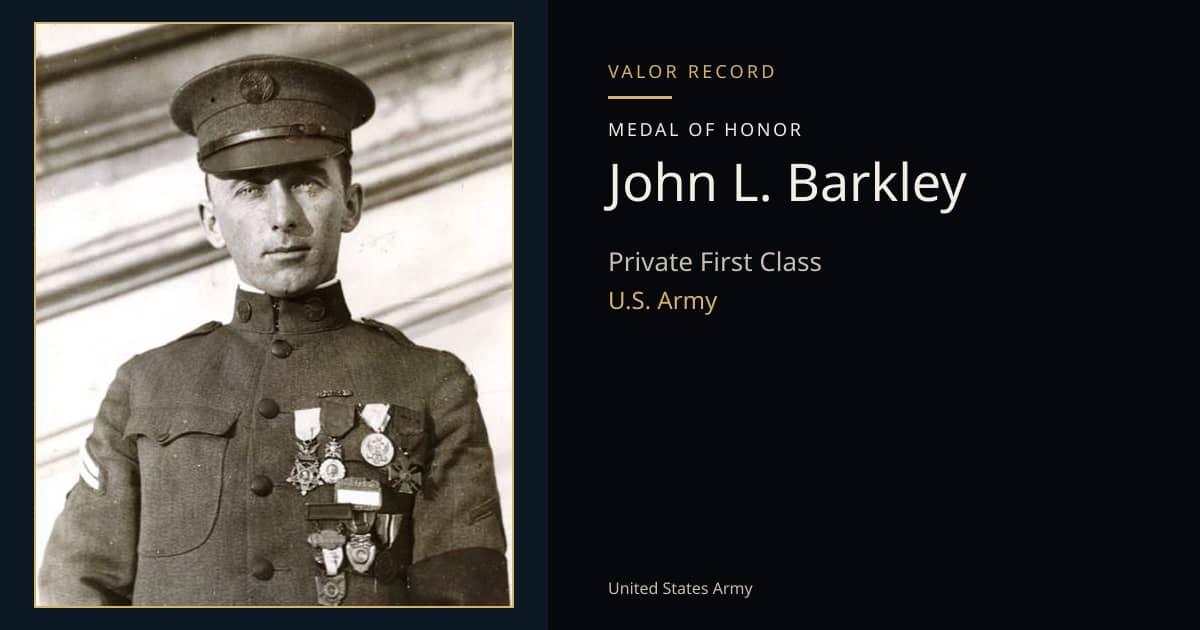 VALOR RECORD
MEDAL OF HONOR
John L. Barkley
Private First Class
U.S. Army
United States Army